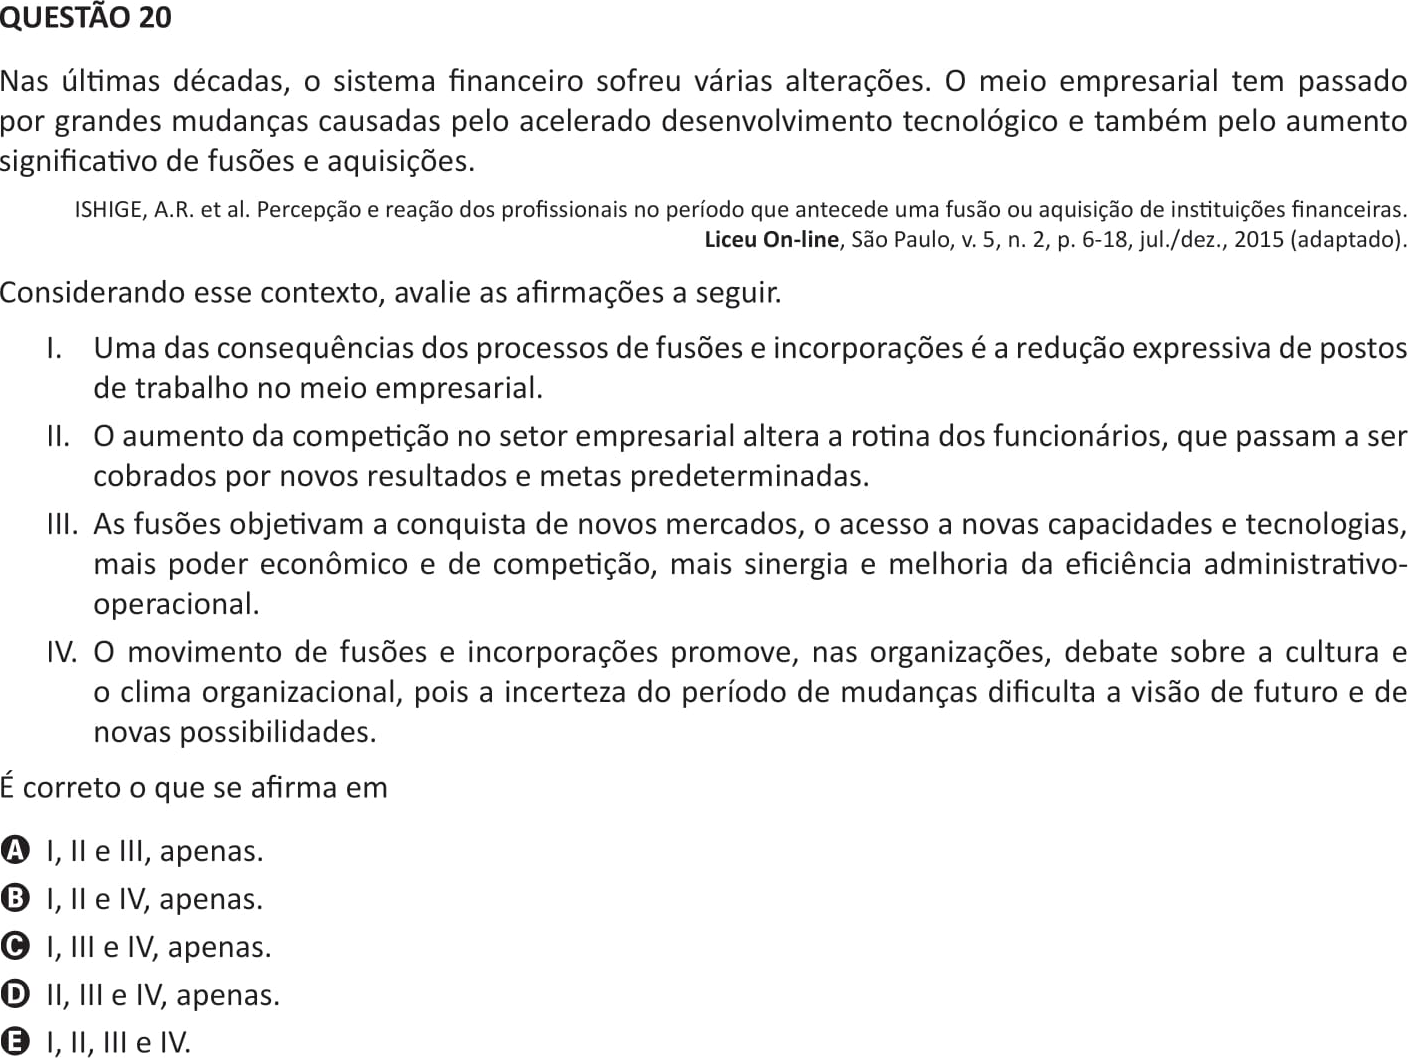 QUESTÃO 20
Nas últimas décadas, o sistema financeiro sofreu várias alterações. O meio empresarial tem passado
por grandes mudanças causadas pelo acelerado desenvolvimento tecnológico e também pelo aumento
significativo de fusões e aquisições.
ISHIGE, A.R. et al. Percepção e reação dos profissionais no período que antecede uma fusão ou aquisição de instituições financeiras.
Liceu On-line, São Paulo, v. 5, n. 2, p. 6-18, jul./dez., 2015 (adaptado).
Considerando esse contexto, avalie as afirmações a seguir.
I. Uma das consequências dos processos de fusões e incorporações é a redução expressiva de postos
de trabalho no meio empresarial.
II. O aumento da competição no setor empresarial altera a rotina dos funcionários, que passam a ser
cobrados por novos resultados e metas predeterminadas.
III. As fusões objetivam a conquista de novos mercados, o acesso a novas capacidades e tecnologias,
mais poder econômico e de competição, mais sinergia e melhoria da eficiência administrativo-
operacional.
IV. O movimento de fusões e incorporações promove, nas organizações, debate sobre a cultura e
o clima organizacional, pois a incerteza do período de mudanças dificulta a visão de futuro e de
novas possibilidades.
É correto o que se afirma em
A I, II e III, apenas.
B I, II e IV, apenas.
C I, III e IV, apenas.
D II, III e IV, apenas.
E I, II, III e IV.